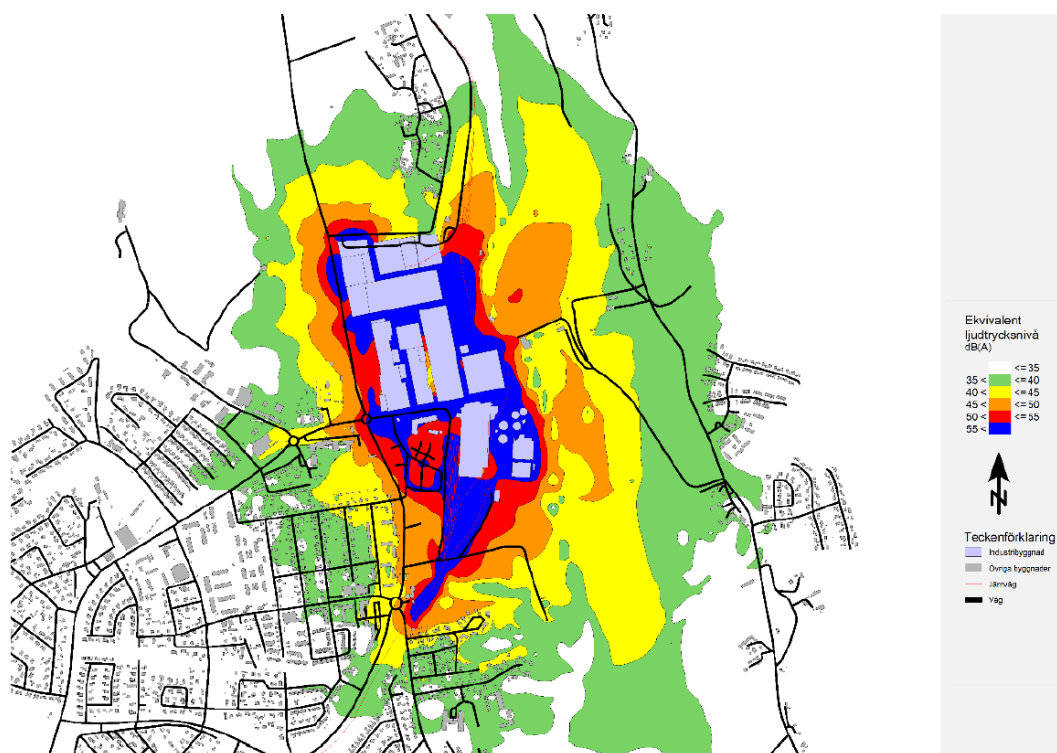 Ekvivalent
ljudtrycksnivå
dB(A)
<= 35
35 < <= 40
40 < <= 45
45 < <= 50
50 < <= 55
55 <
N
Teckenförklaring
Industribyggnad
Övriga byggnader
Järnväg
Väg